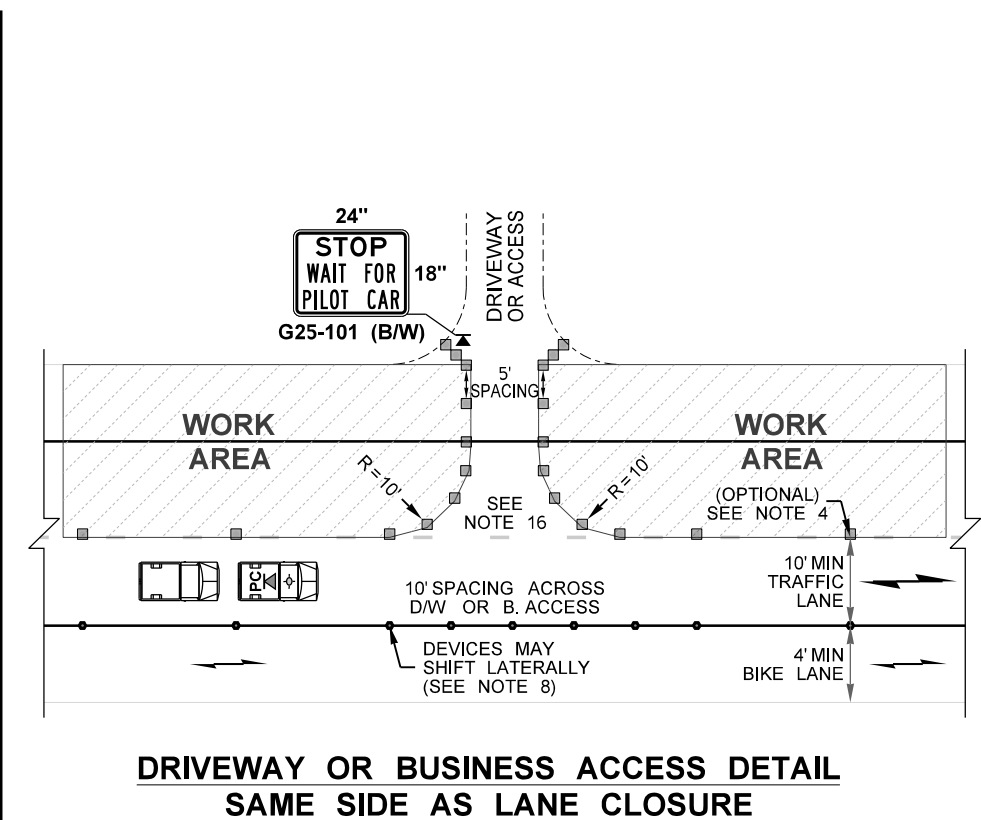 24"
STOP
WAIT FOR
PILOT CAR
18"
G25-101 (B/W)
DRIVEWAY
OR ACCESS
5'
SPACING
WORK
AREA
WORK
AREA
R = 10'
R = 10'
SEE
NOTE 16
(OPTIONAL)
SEE NOTE 4
PC
10' SPACING ACROSS
D/W OR B. ACCESS
10' MIN
TRAFFIC
LANE
DEVICES MAY
SHIFT LATERALLY
(SEE NOTE 8)
4' MIN
BIKE LANE
DRIVEWAY OR BUSINESS ACCESS DETAIL
SAME SIDE AS LANE CLOSURE